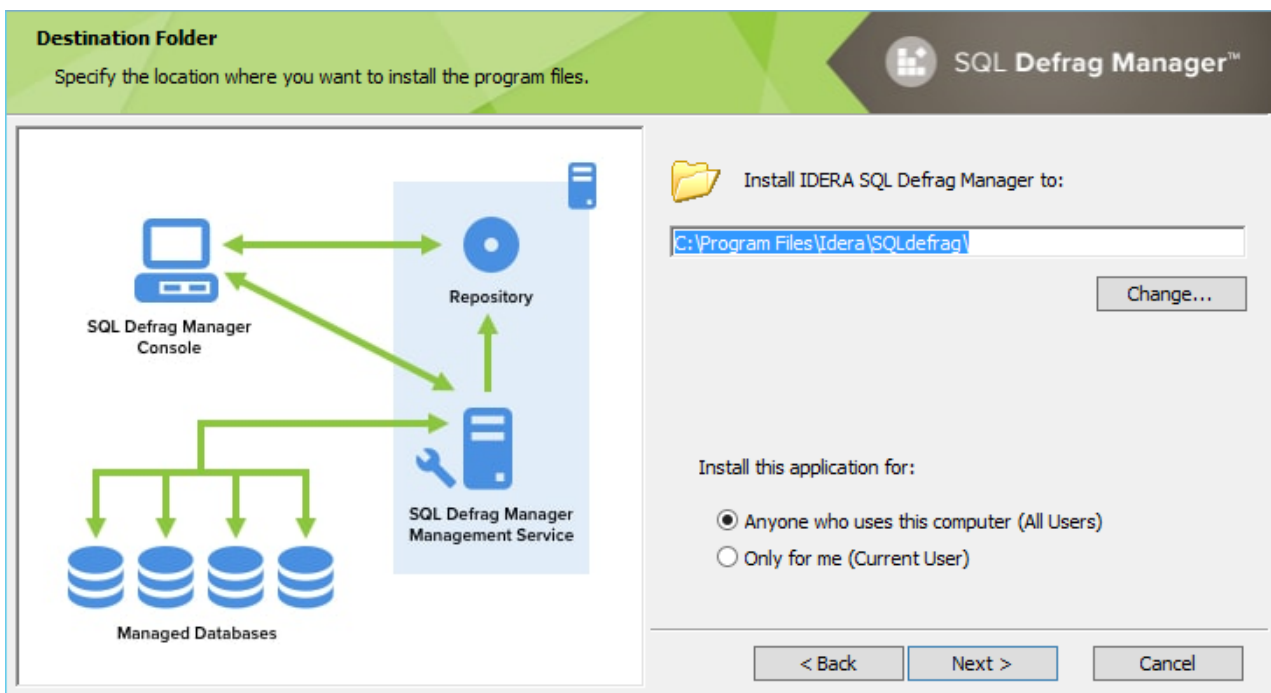 Destination Folder
Specify the location where you want to install the program files.
SQL Defrag Manager™
SQL Defrag Manager
Console
Repository
SQL Defrag Manager
Management Service
Managed Databases
Install IDERA SQL Defrag Manager to:
C:\Program Files\Idera\SQLdefrag\
Change...
Install this application for:
Anyone who uses this computer (All Users)
Only for me (Current User)
< Back
Next >
Cancel